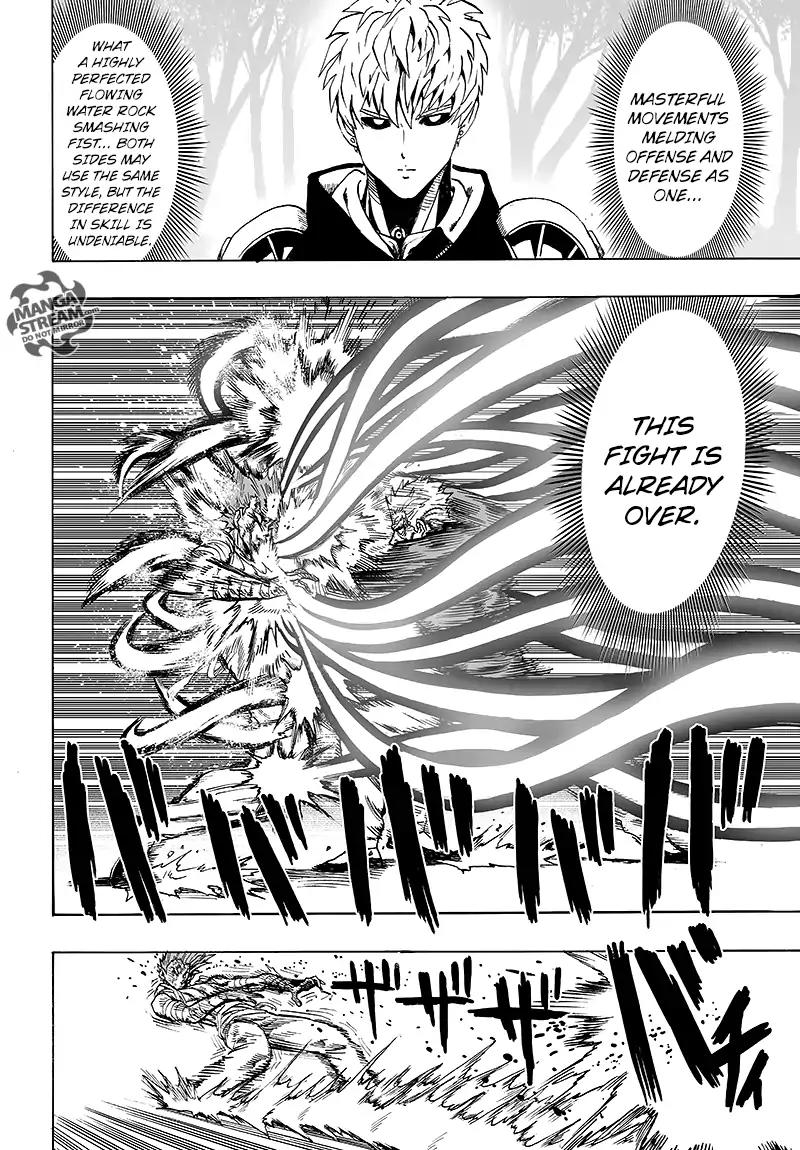 MASTERFUL
MOVEMENTS
MELDING
OFFENSE AND
DEFENSE AS
ONE...
WHAT
A HIGHLY
PERFECTED
FLOWING
WATER ROCK
SMASHING
FIST... BOTH
SIDES MAY
USE THE SAME
STYLE, BUT THE
DIFFERENCE
IN SKILL IS
UNDENIABLE.
MANGA
STREAM.com
DO NOT MIRROR
THIS
FIGHT IS
ALREADY
OVER.
ババババババ
バチィ
ザザザ